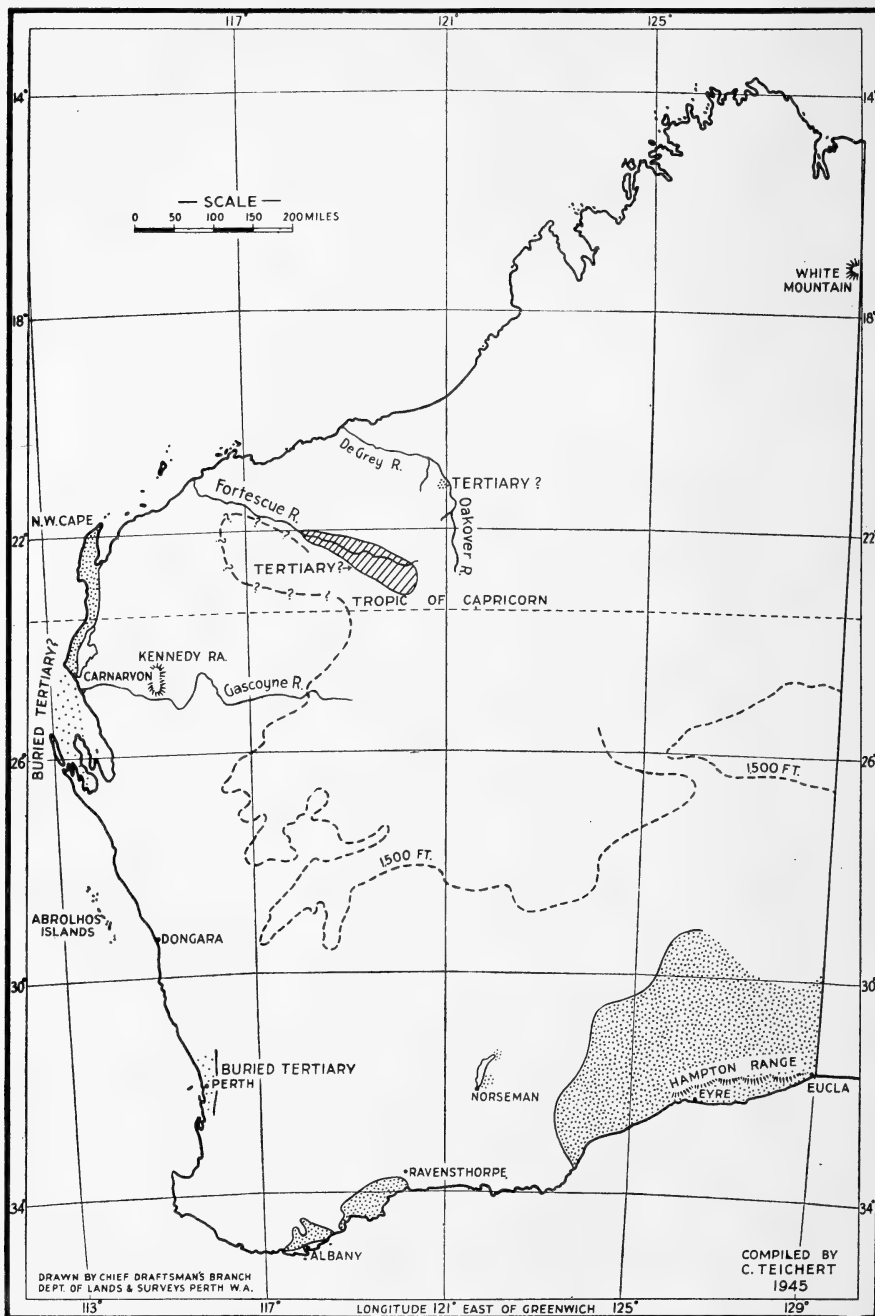 117° 121° 125°
14° 14°
— SCALE —
0 50 100 150 200 MILES
WHITE
MOUNTAIN
18° 18°
De Grey R.
TERTIARY ?
Fortescue R.
Oakover R.
N.W. CAPE
22° 22°
? ? ? ?
TERTIARY?→
? ? ?
TROPIC OF CAPRICORN
KENNEDY RA.
CARNARVON
Gascoyne R.
BURIED TERTIARY?
26° 26°
1,500 FT.
1,500 FT.
ABROLHOS
ISLANDS
DONGARA
30° 30°
BURIED TERTIARY
PERTH
NORSEMAN
HAMPTON RANGE
EYRE
EUCLA
RAVENSTHORPE
34° 34°
ALBANY
COMPILED BY
C. TEICHERT
1945
DRAWN BY CHIEF DRAFTSMAN'S BRANCH
DEPT. OF LANDS & SURVEYS PERTH W.A.
113° 117° LONGITUDE 121° EAST OF GREENWICH 125° 129°